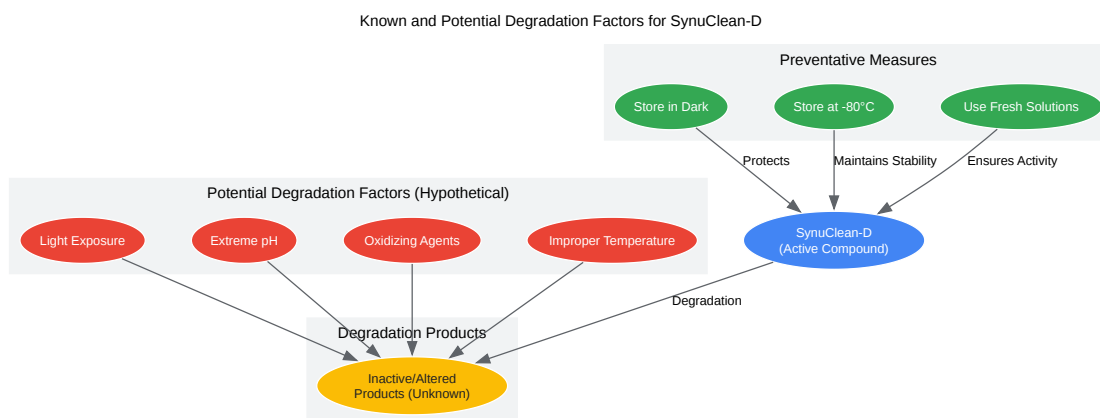 Known and Potential Degradation Factors for SynuClean-D
Preventative Measures
Store in Dark
Store at -80°C
Use Fresh Solutions
Protects
Maintains Stability
Ensures Activity
Potential Degradation Factors (Hypothetical)
Light Exposure
Extreme pH
Oxidizing Agents
Improper Temperature
SynuClean-D
(Active Compound)
Degradation
Degradation Products
Inactive/Altered
Products (Unknown)